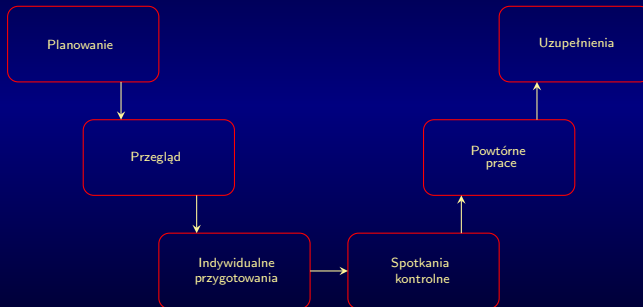 Planowanie
Uzupełnienia
Przegląd
Powtórne
prace
Indywidualne
przygotowania
Spotkania
kontrolne